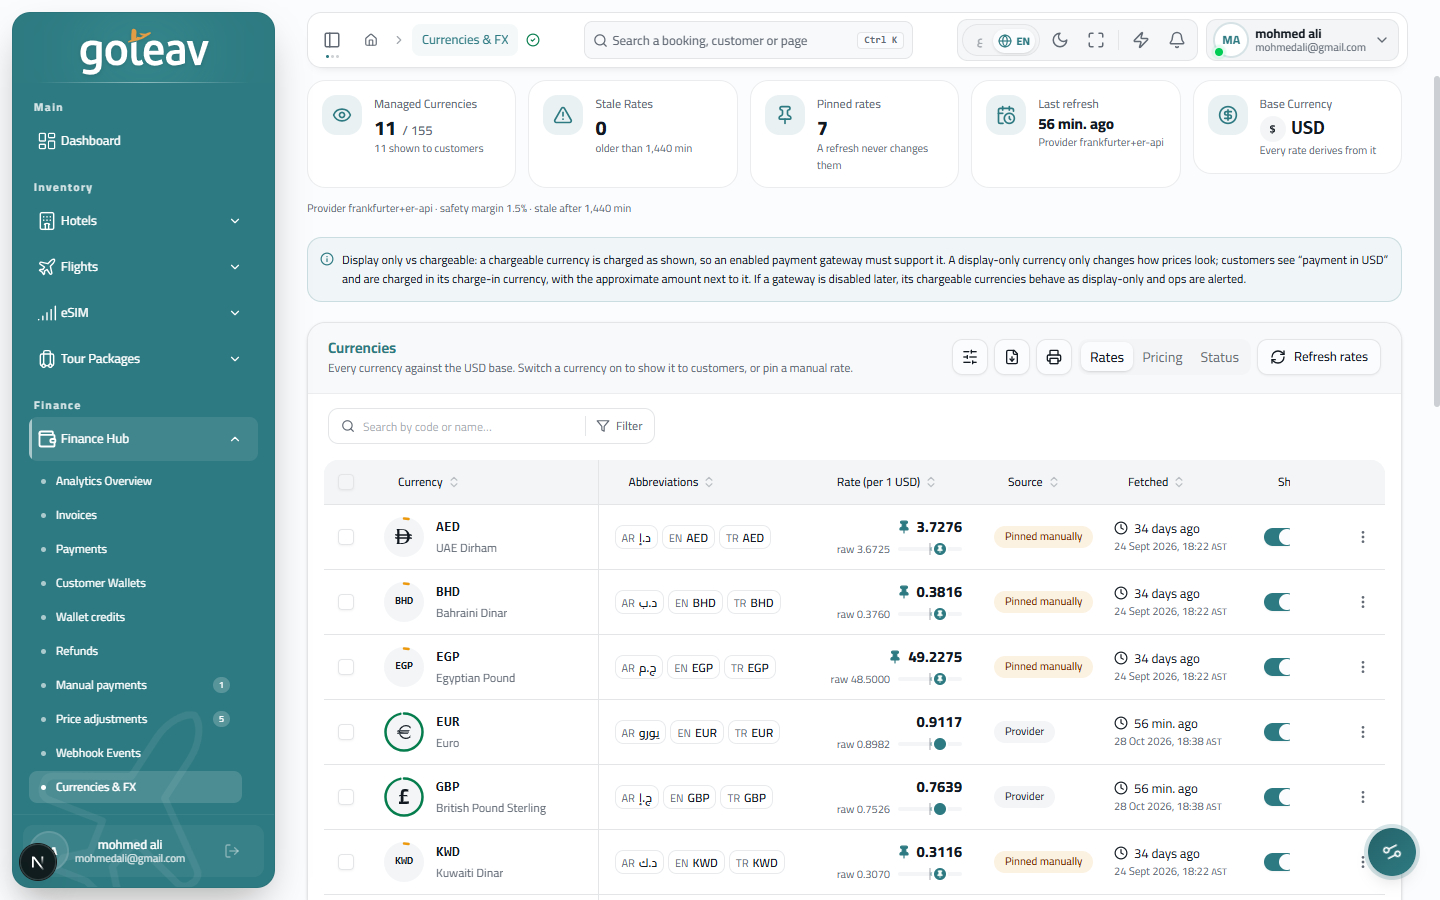 goleav
Currencies & FX
Search a booking, customer or page
Ctrl K
ع
EN
MA
mohmed ali
mohmedali@gmail.com
Main
Dashboard
Inventory
Hotels
Flights
eSIM
Tour Packages
Finance
Finance Hub
Analytics Overview
Invoices
Payments
Customer Wallets
Wallet credits
Refunds
Manual payments 1
Price adjustments 5
Webhook Events
Currencies & FX
mohmed ali
mohmedali@gmail.com
N
Managed Currencies
11 / 155
11 shown to customers
Stale Rates
0
older than 1,440 min
Pinned rates
7
A refresh never changes
them
Last refresh
56 min. ago
Provider frankfurter+er-api
Base Currency
$ USD
Every rate derives from it
Provider frankfurter+er-api · safety margin 1.5% · stale after 1,440 min
Display only vs chargeable: a chargeable currency is charged as shown, so an enabled payment gateway must support it. A display-only currency only changes how prices look; customers see “payment in USD”
and are charged in its charge-in currency, with the approximate amount next to it. If a gateway is disabled later, its chargeable currencies behave as display-only and ops are alerted.
Currencies
Every currency against the USD base. Switch a currency on to show it to customers, or pin a manual rate.
Rates Pricing Status
Refresh rates
Search by code or name...
Filter
Currency Abbreviations Rate (per 1 USD) Source Fetched Sh
AED
UAE Dirham
AR د.إ EN AED TR AED
3.7276
raw 3.6725
Pinned manually
34 days ago
24 Sept 2026, 18:22 AST
BHD
BHD
Bahraini Dinar
AR د.ب EN BHD TR BHD
0.3816
raw 0.3760
Pinned manually
34 days ago
24 Sept 2026, 18:22 AST
EGP
EGP
Egyptian Pound
AR ج.م EN EGP TR EGP
49.2275
raw 48.5000
Pinned manually
34 days ago
24 Sept 2026, 18:22 AST
€
EUR
Euro
AR يورو EN EUR TR EUR
0.9117
raw 0.8982
Provider
56 min. ago
28 Oct 2026, 18:38 AST
£
GBP
British Pound Sterling
AR ج.إ EN GBP TR GBP
0.7639
raw 0.7526
Provider
56 min. ago
28 Oct 2026, 18:38 AST
KWD
KWD
Kuwaiti Dinar
AR د.ك EN KWD TR KWD
0.3116
raw 0.3070
Pinned manually
34 days ago
24 Sept 2026, 18:22 AST